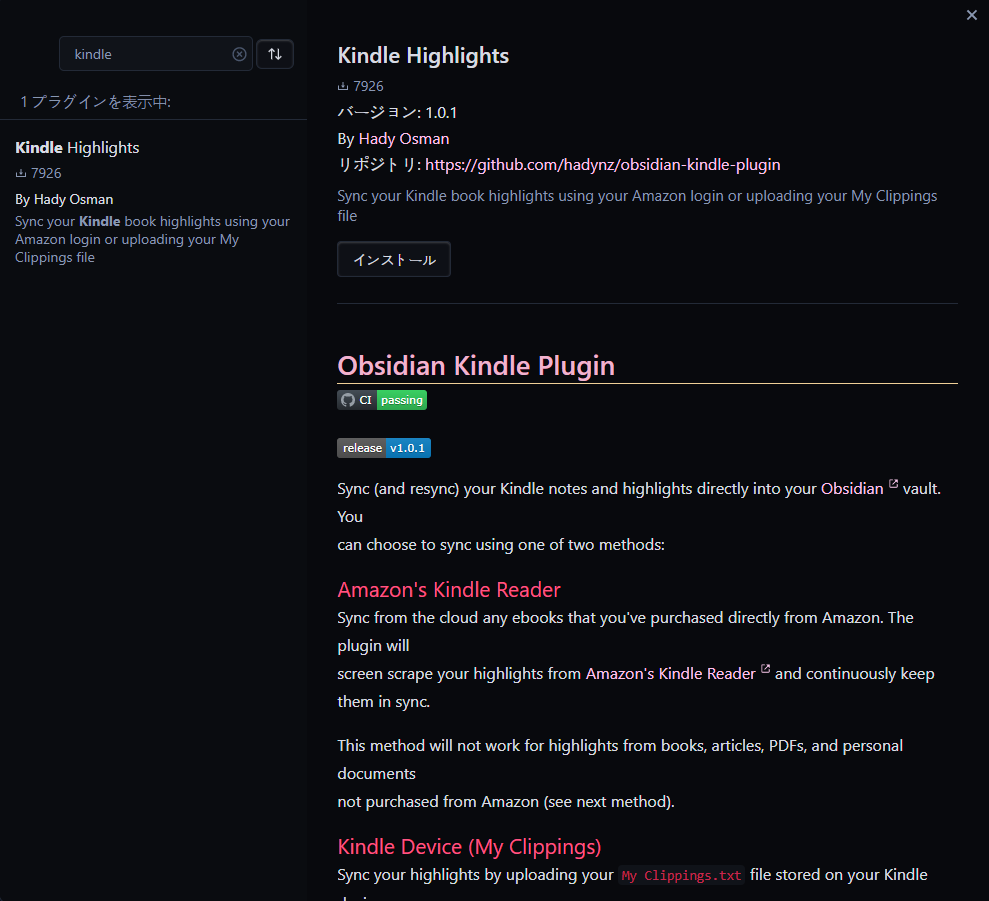 kindle
1 プラグインを表示中:
Kindle Highlights
7926
By Hady Osman
Sync your Kindle book highlights using your
Amazon login or uploading your My
Clippings file
Kindle Highlights
7926
バージョン: 1.0.1
By Hady Osman
リポジトリ: https://github.com/hadynz/obsidian-kindle-plugin
Sync your Kindle book highlights using your Amazon login or uploading your My Clippings
file
インストール
Obsidian Kindle Plugin
CI passing
release v1.0.1
Sync (and resync) your Kindle notes and highlights directly into your Obsidian vault.
You
can choose to sync using one of two methods:
Amazon's Kindle Reader
Sync from the cloud any ebooks that you've purchased directly from Amazon. The
plugin will
screen scrape your highlights from Amazon's Kindle Reader and continuously keep
them in sync.
This method will not work for highlights from books, articles, PDFs, and personal
documents
not purchased from Amazon (see next method).
Kindle Device (My Clippings)
Sync your highlights by uploading your My Clippings.txt file stored on your Kindle